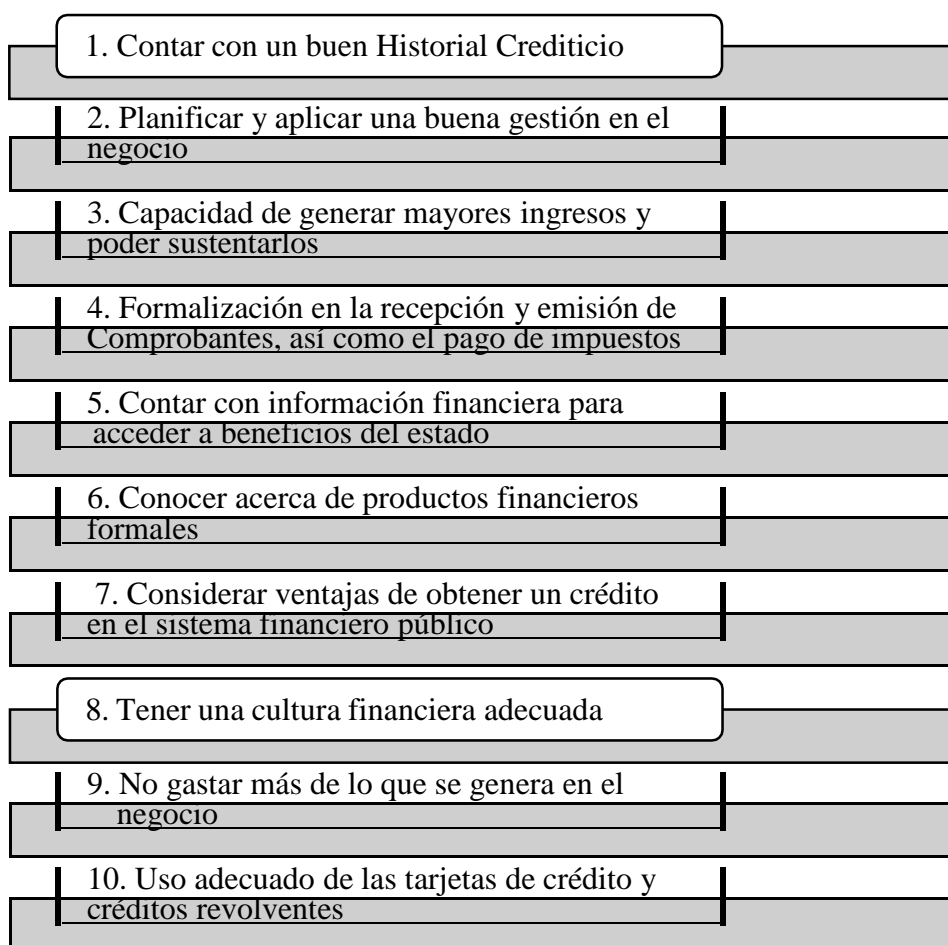 1. Contar con un buen Historial Crediticio
2. Planificar y aplicar una buena gestión en el
negocio
3. Capacidad de generar mayores ingresos y
poder sustentarlos
4. Formalización en la recepción y emisión de
Comprobantes, así como el pago de impuestos
5. Contar con información financiera para
acceder a beneficios del estado
6. Conocer acerca de productos financieros
formales
7. Considerar ventajas de obtener un crédito
en el sistema financiero público
8. Tener una cultura financiera adecuada
9. No gastar más de lo que se genera en el
negocio
10. Uso adecuado de las tarjetas de crédito y
créditos revolventes